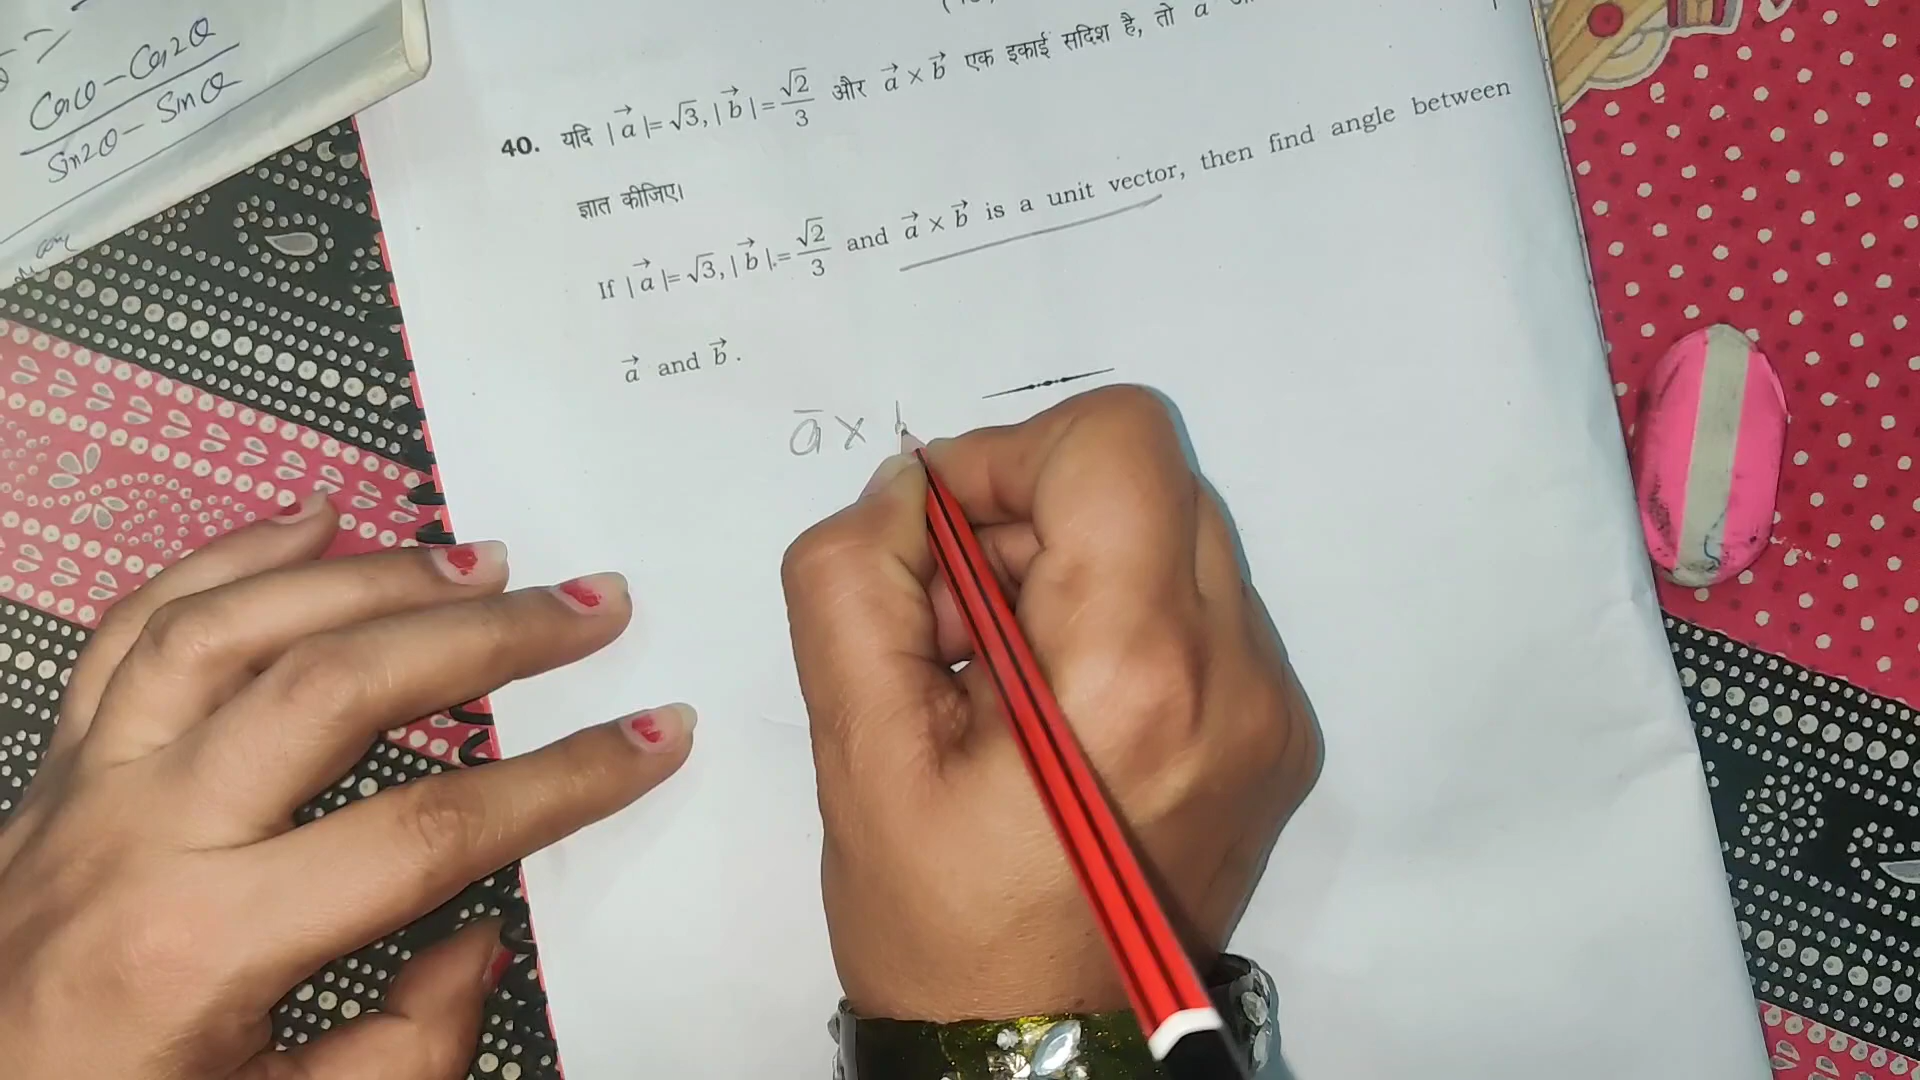 Cosθ - Cos2θ
Sin2θ - Sinθ
40. यदि |a⃗|= √3, |b⃗|= √2/3 और a⃗ × b⃗ एक इकाई सदिश है, तो a
ज्ञात कीजिए।
If |a⃗|= √3, |b⃗|= √2/3 and a⃗ × b⃗ is a unit vector, then find angle between
a⃗ and b⃗.
a̅ × b